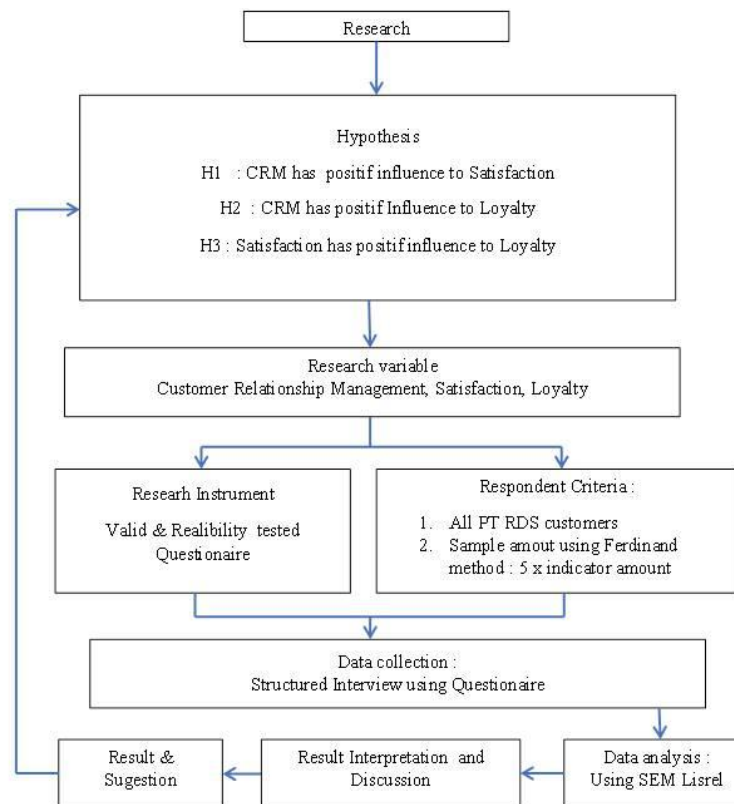 Research
Hypothesis
H1 : CRM has positif influence to Satisfaction
H2 : CRM has positif Influence to Loyalty
H3 : Satisfaction has positif influence to Loyalty
Research variable
Customer Relationship Management, Satisfaction, Loyalty
Researh Instrument
Valid & Realibility tested
Questionaire
Respondent Criteria :
1. All PT RDS customers
2. Sample amout using Ferdinand
method : 5 x indicator amount
Data collection :
Structured Interview using Questionaire
Data analysis :
Using SEM Lisrel
Result Interpretation and
Discussion
Result &
Sugestion